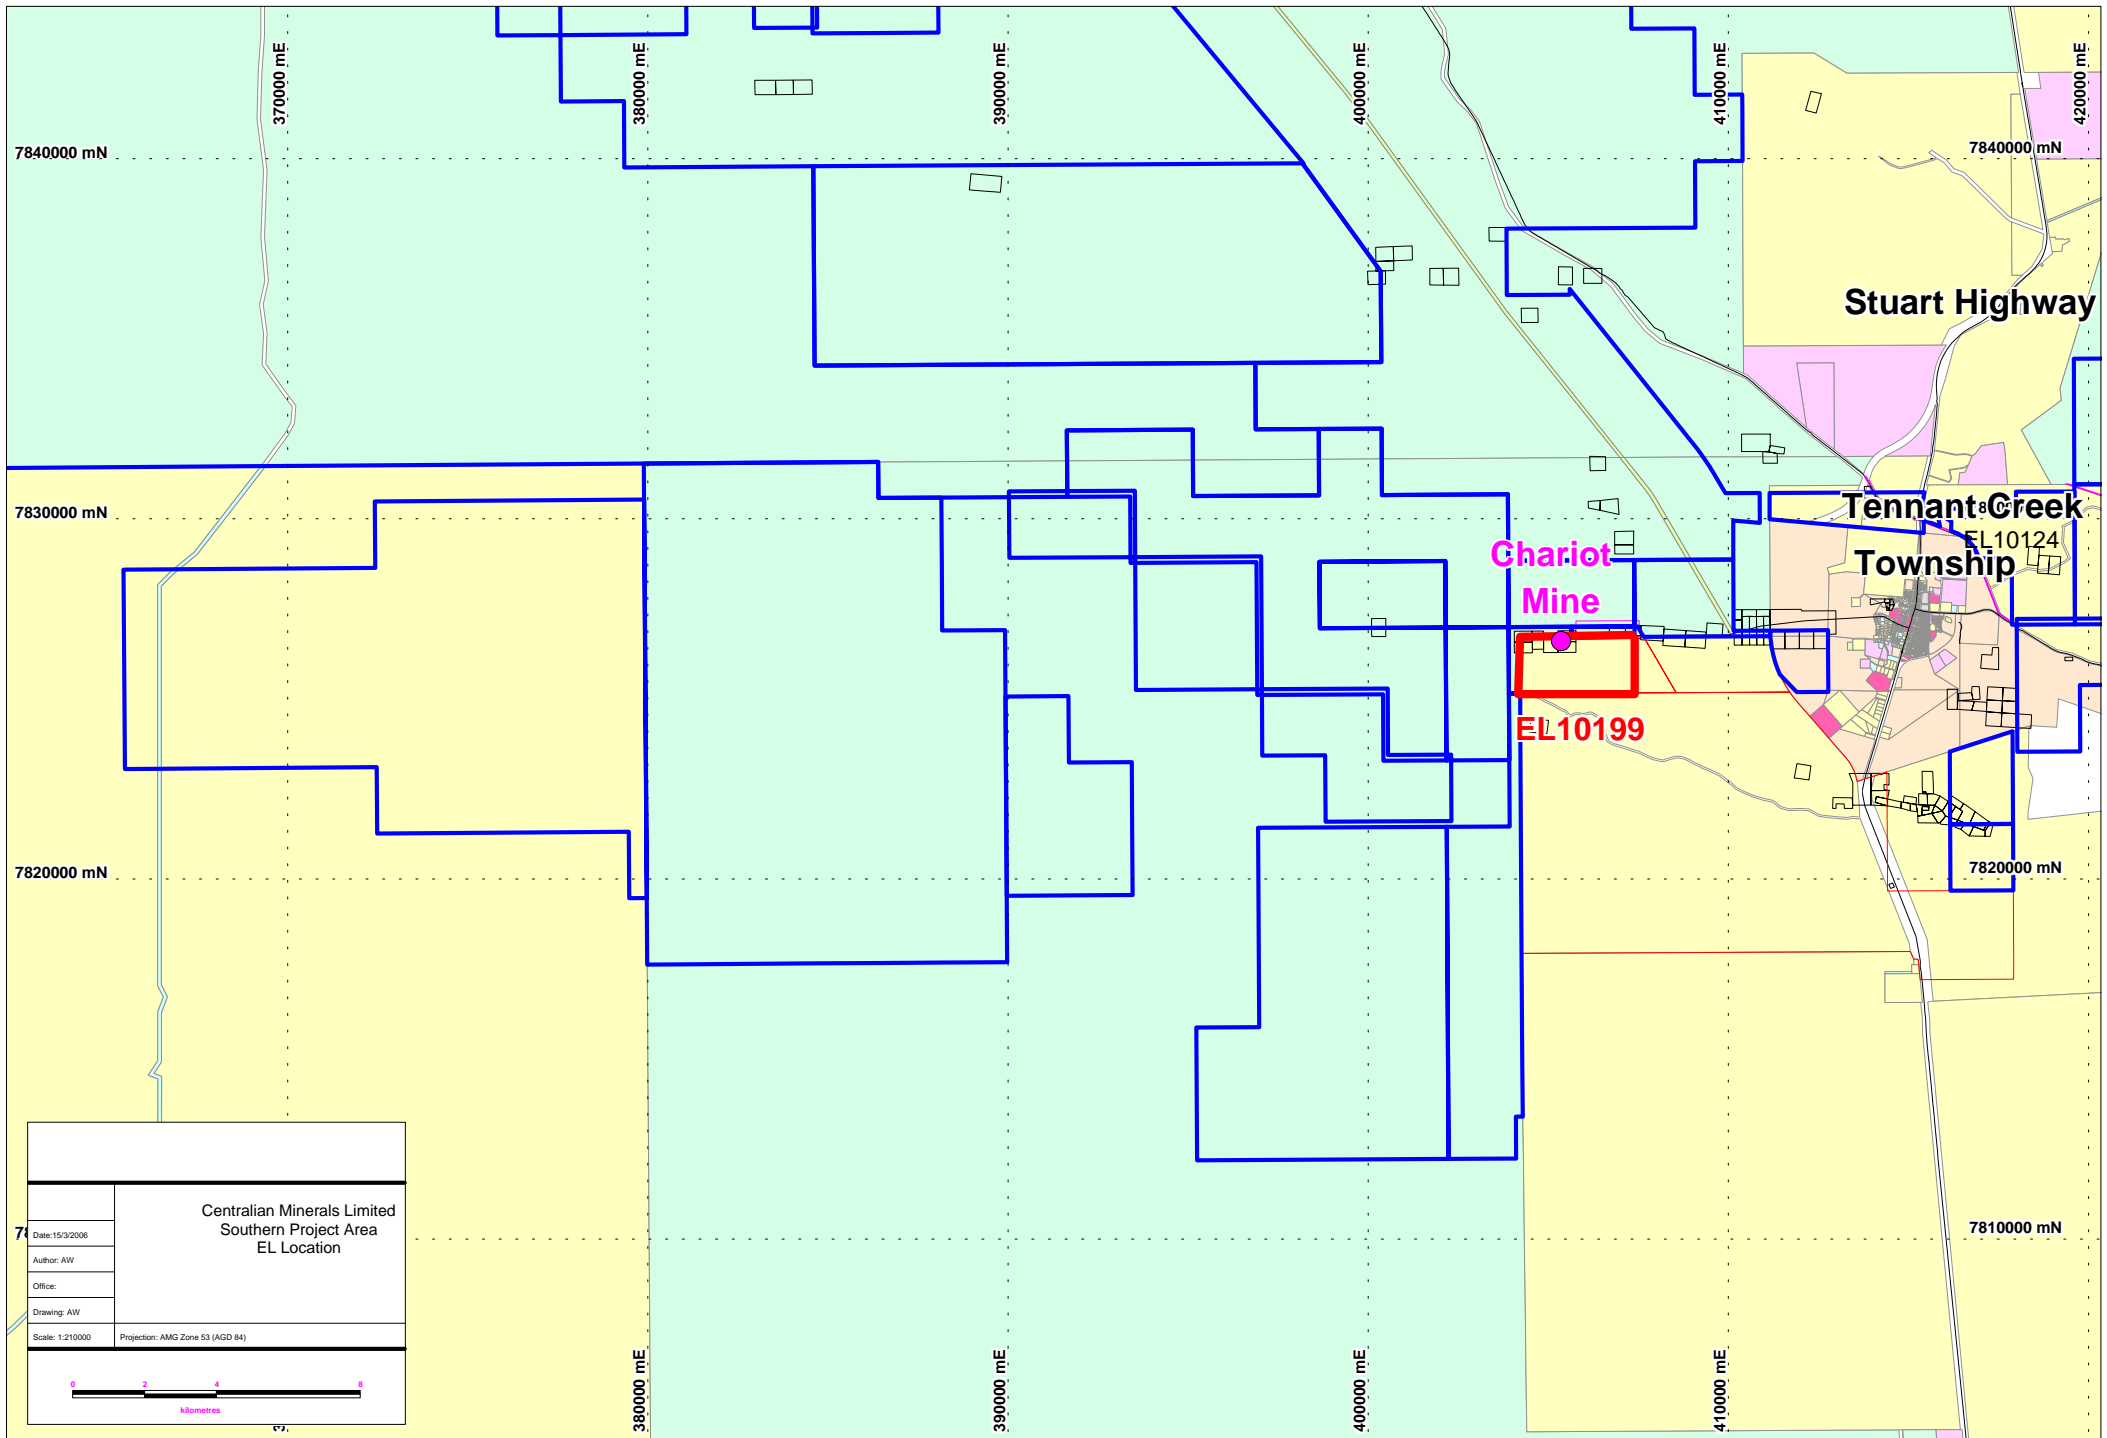 370000 mE
380000 mE
390000 mE
400000 mE
410000 mE
420000 mE
7840000 mN
7840000 mN
Stuart Highway
7830000 mN
Tennant Creek
EL10124
Township
Chariot
Mine
EL10199
7820000 mN
7820000 mN
7810000 mN
Centralian Minerals Limited
Southern Project Area
EL Location
Date:15/3/2006
Author: AW
Office:
Drawing: AW
Scale: 1:210000
Projection: AMG Zone 53 (AGD 84)
0 2 4 8
kilometres
380000 mE
390000 mE
400000 mE
410000 mE